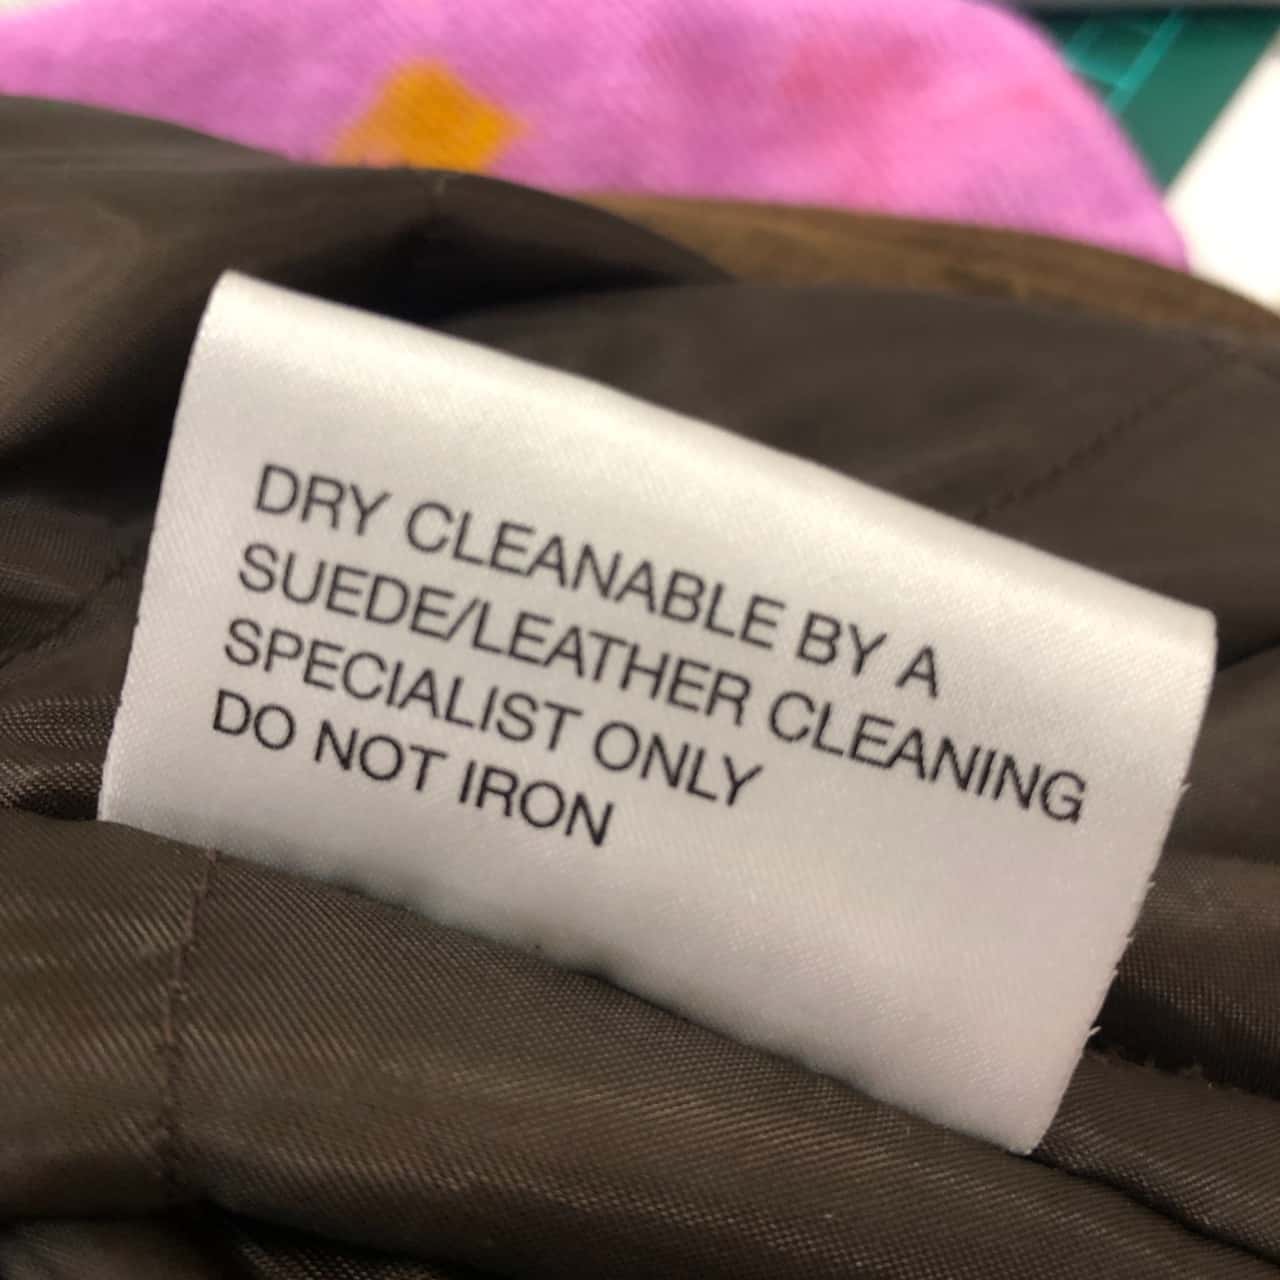 DRY CLEANABLE BY A
SUEDE/LEATHER CLEANING
SPECIALIST ONLY
DO NOT IRON